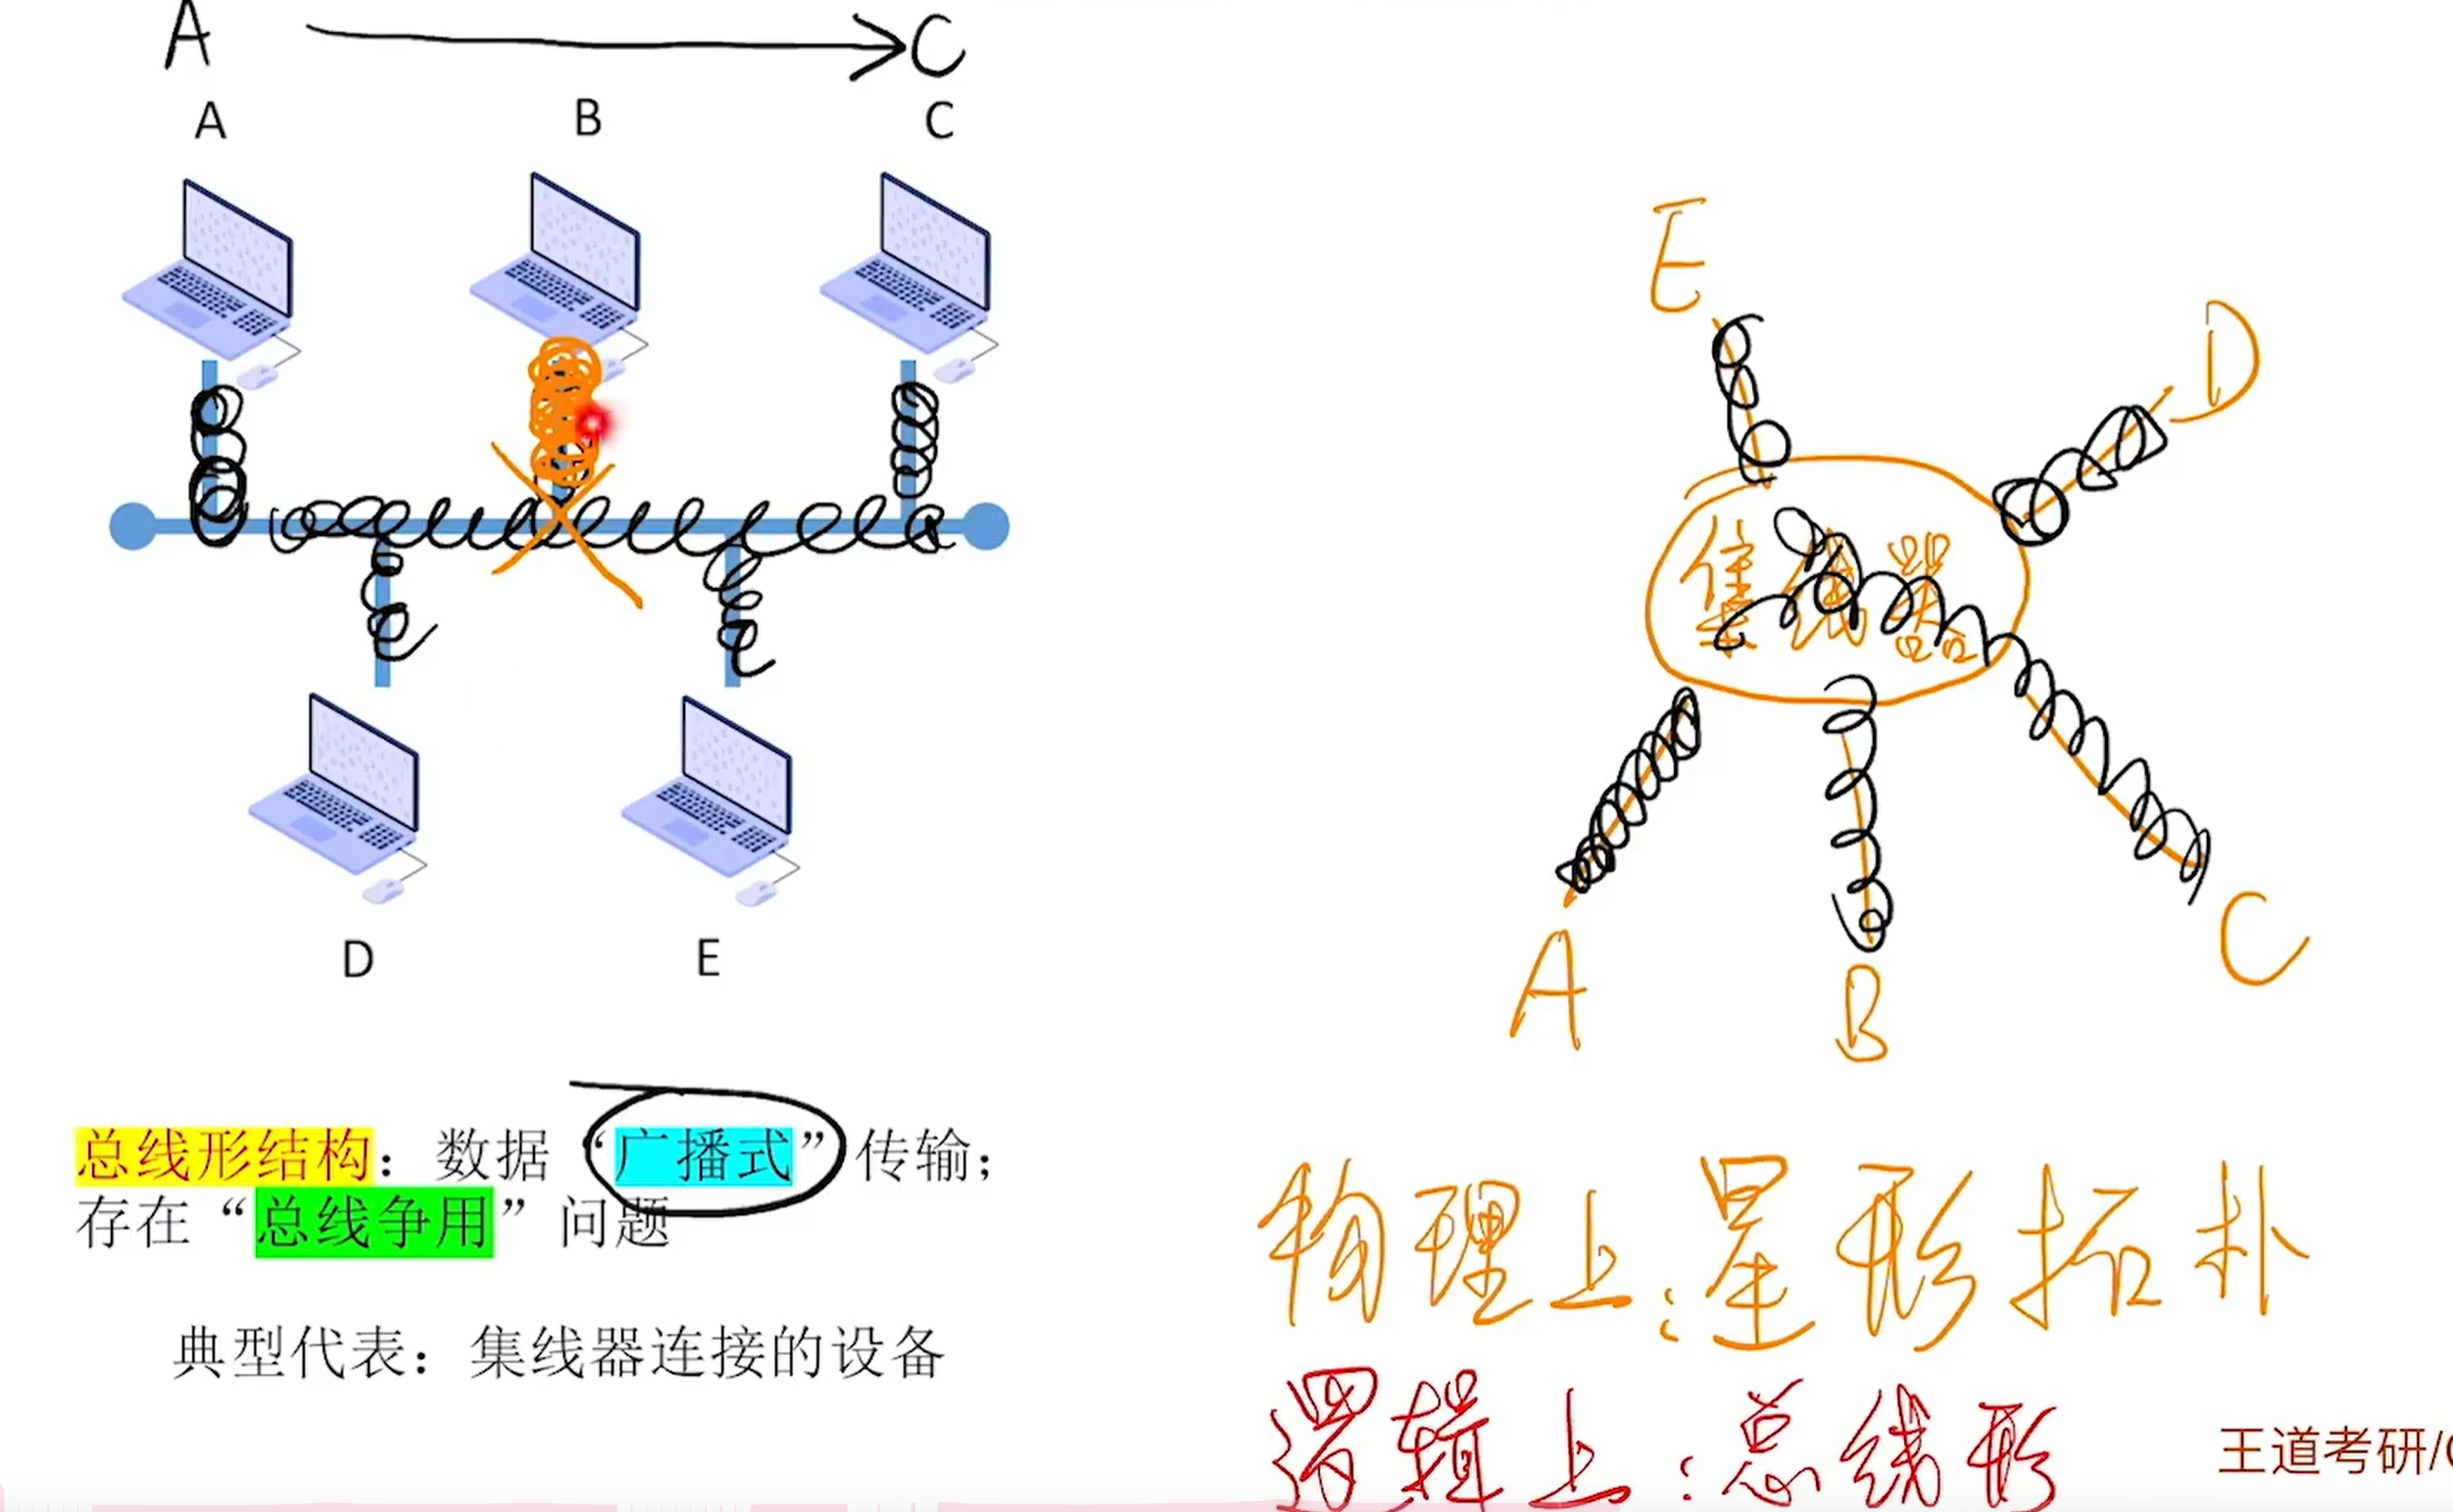 A C
A B C
E
D
集线器
A
B
C
D E
总线形结构：数据“广播式”传输；
存在“总线争用”问题
典型代表：集线器连接的设备
物理上：星形拓扑
逻辑上：总线形
王道考研/